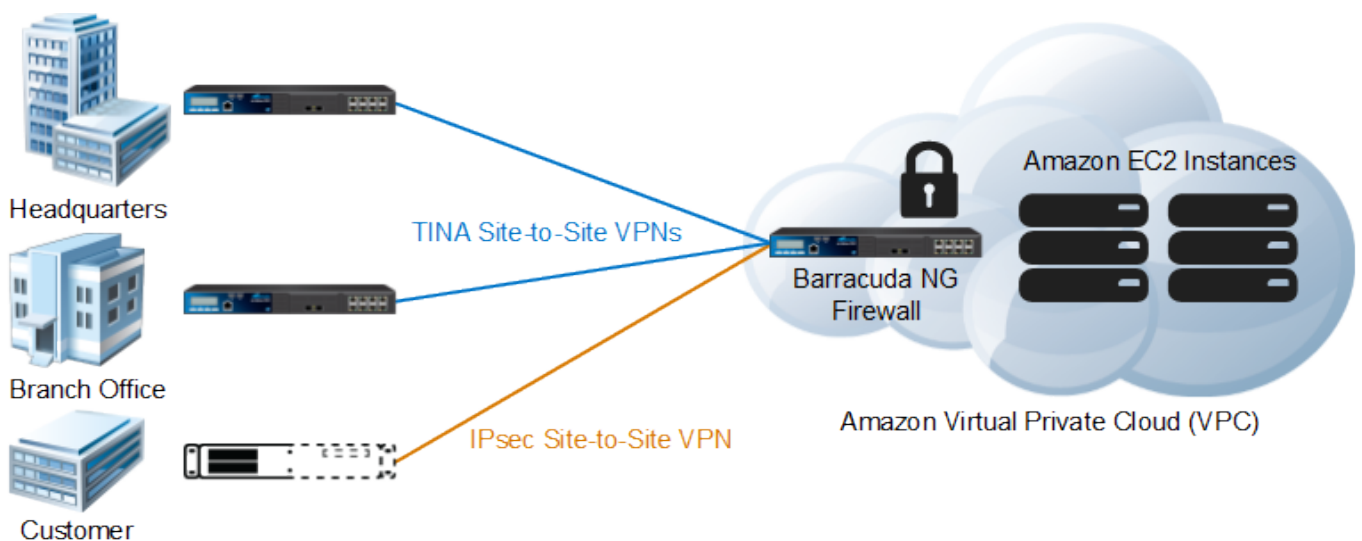 Headquarters
TINA Site-to-Site VPNs
Amazon EC2 Instances
Barracuda NG
Firewall
Branch Office
IPsec Site-to-Site VPN
Amazon Virtual Private Cloud (VPC)
Customer